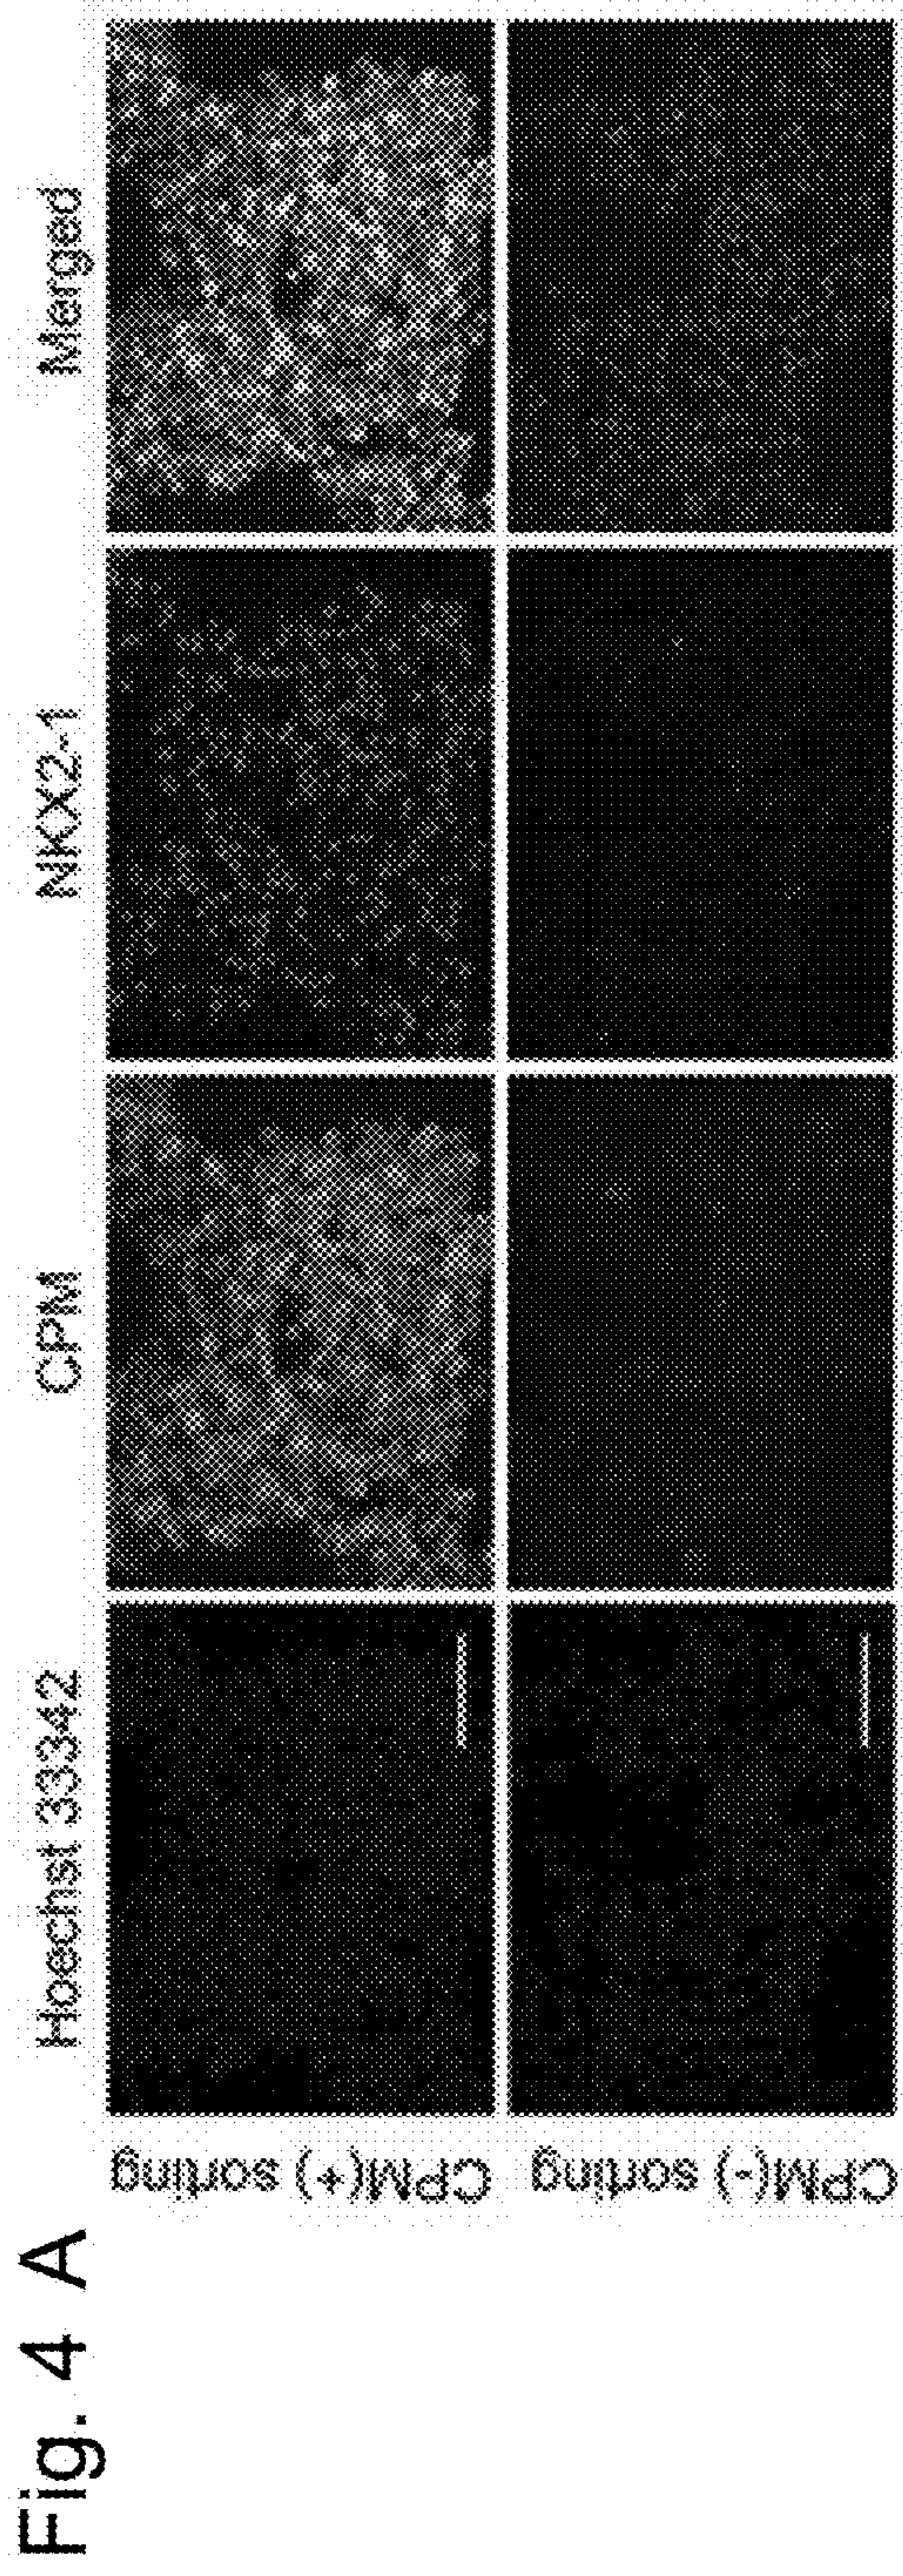 Fig. 4 A
Hoechst 33342
CPM
NKX2-1
Merged
CPM(+) sorting
CPM(-) sorting